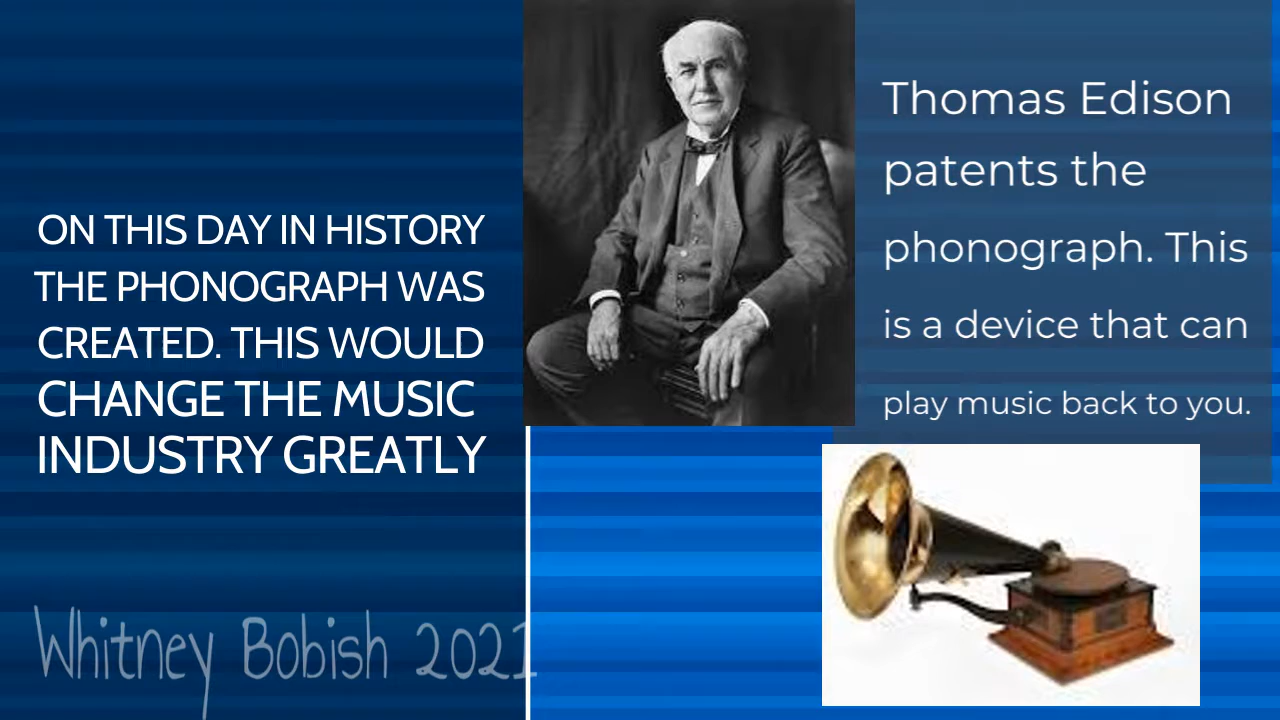 ON THIS DAY IN HISTORY
THE PHONOGRAPH WAS
CREATED. THIS WOULD
CHANGE THE MUSIC
INDUSTRY GREATLY
Whitney Bobish 2021
Thomas Edison
patents the
phonograph. This
is a device that can
play music back to you.